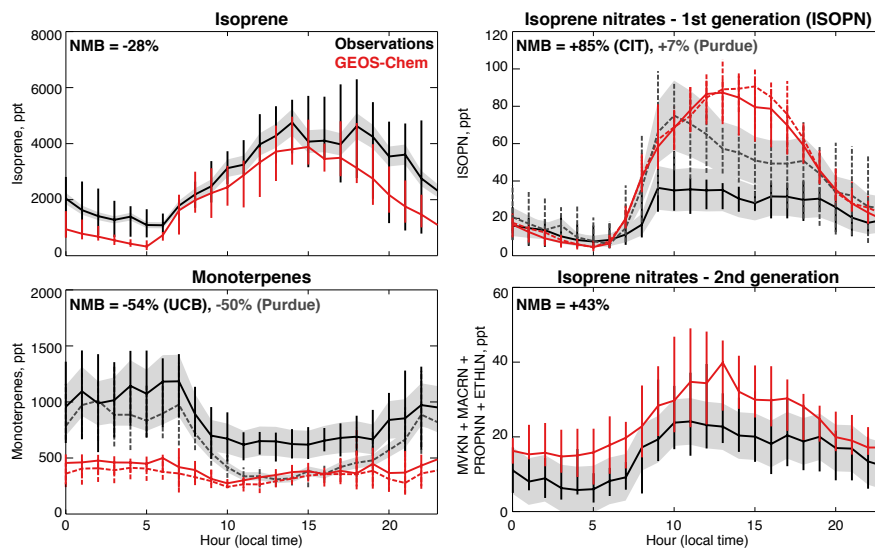 Isoprene
Isoprene nitrates - 1st generation (ISOPN)
8000
6000
4000
2000
0
Isoprene, ppt
NMB = -28%
Observations
GEOS-Chem
120
100
80
60
40
20
0
ISOPN, ppt
NMB = +85% (CIT), +7% (Purdue)
Monoterpenes
Isoprene nitrates - 2nd generation
2000
1500
1000
500
0
Monoterpenes, ppt
NMB = -54% (UCB), -50% (Purdue)
0 5 10 15 20
Hour (local time)
60
40
20
0
MVKN + MACRN +
PROPNN + ETHLN, ppt
NMB = +43%
0 5 10 15 20
Hour (local time)